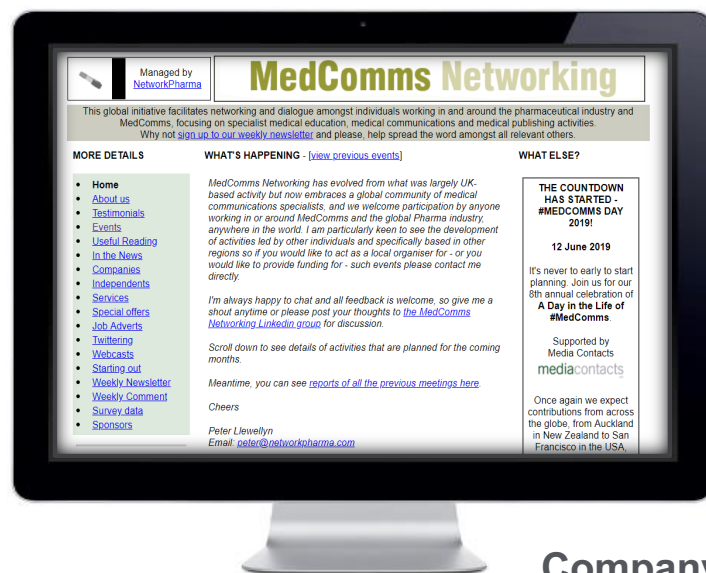 Managed by
NetworkPharma
MedComms Networking
This global initiative facilitates networking and dialogue amongst individuals working in and around the pharmaceutical industry and
MedComms, focusing on specialist medical education, medical communications and medical publishing activities.
Why not sign up to our weekly newsletter and please, help spread the word amongst all relevant others.
MORE DETAILS
• Home
• About us
• Testimonials
• Events
• Useful Reading
• In the News
• Companies
• Independents
• Services
• Special offers
• Job Adverts
• Twittering
• Webcasts
• Starting out
• Weekly Newsletter
• Weekly Comment
• Survey data
• Sponsors
WHAT'S HAPPENING - [view previous events]
MedComms Networking has evolved from what was largely UK-
based activity but now embraces a global community of medical
communications specialists, and we welcome participation by anyone
working in or around MedComms and the global Pharma industry,
anywhere in the world. I am particularly keen to see the development
of activities led by other individuals and specifically based in other
regions so if you would like to act as a local organiser for - or you
would like to provide funding for - such events please contact me
directly.
I'm always happy to chat and all feedback is welcome, so give me a
shout anytime or please post your thoughts to the MedComms
Networking Linkedin group for discussion.
Scroll down to see details of activities that are planned for the coming
months.
Meantime, you can see reports of all the previous meetings here.
Cheers
Peter Llewellyn
Email: peter@networkpharma.com
WHAT ELSE?
THE COUNTDOWN
HAS STARTED -
#MEDCOMMS DAY
2019!
12 June 2019
It's never to early to start
planning. Join us for our
8th annual celebration of
A Day in the Life of
#MedComms.
Supported by
Media Contacts
mediacontacts
Once again we expect
contributions from across
the globe, from Auckland
in New Zealand to San
Francisco in the USA,
Company